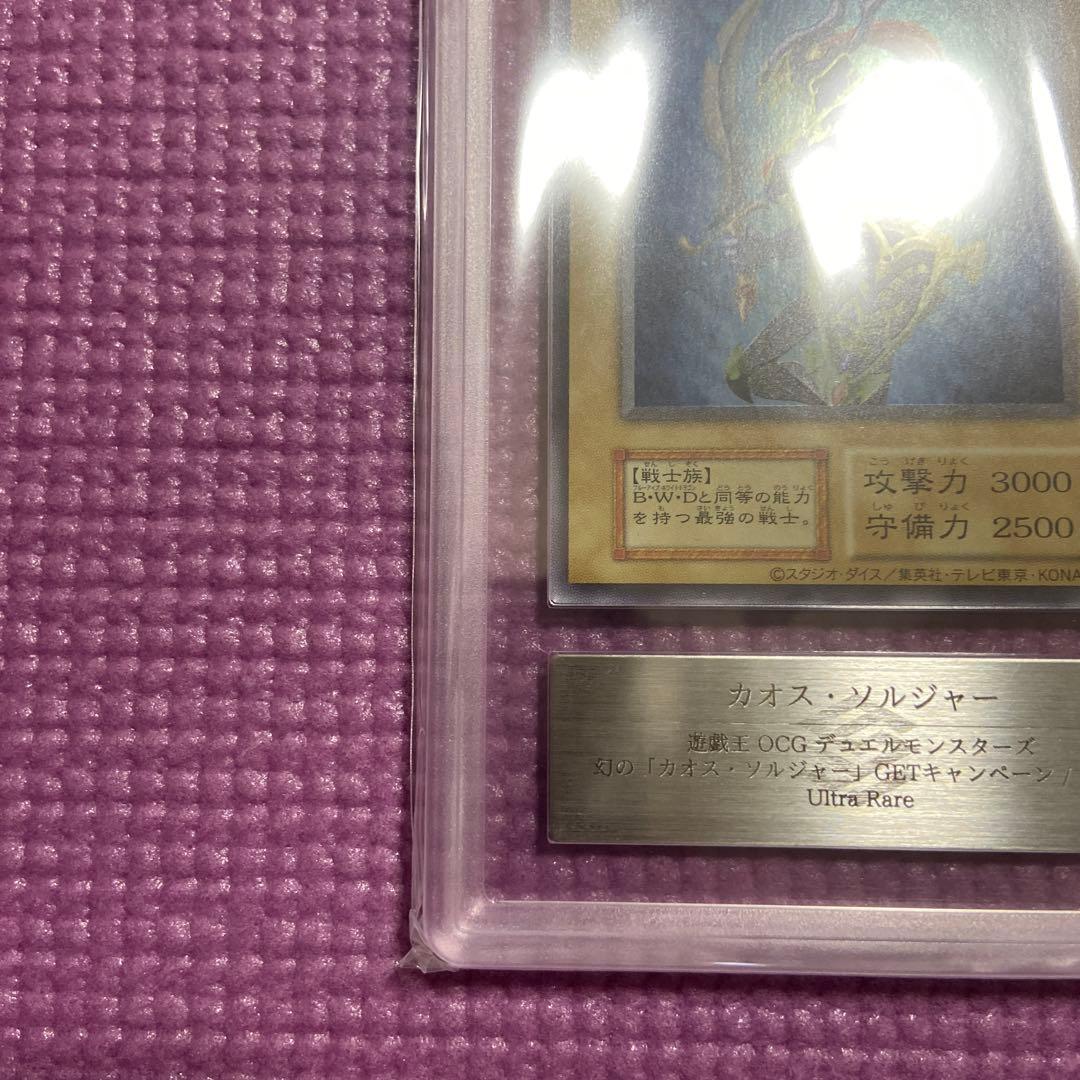 【戦士族】
B・W・Dと同等の能力
を持つ最強の戦士。
攻撃力 3000
守備力 2500
©スタジオ・ダイス／集英社・テレビ東京・KONA
カオス・ソルジャー
遊戯王 OCG デュエルモンスターズ
幻の「カオス・ソルジャー」GETキャンペーン /
Ultra Rare